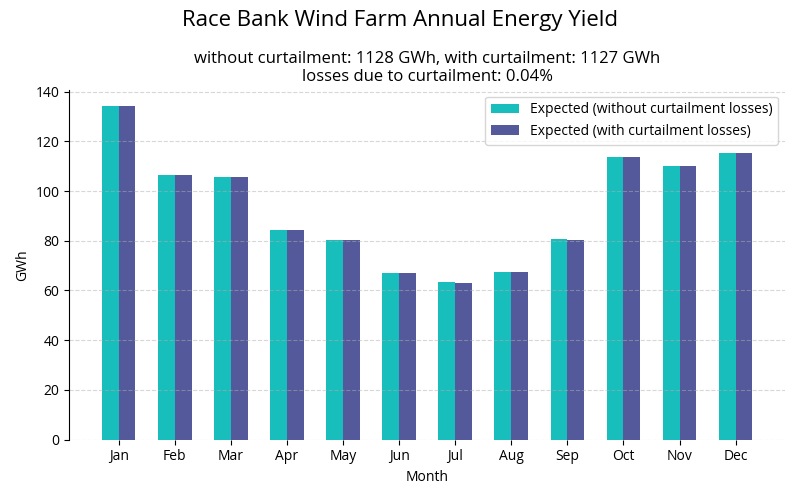 Race Bank Wind Farm Annual Energy Yield
without curtailment: 1128 GWh, with curtailment: 1127 GWh
losses due to curtailment: 0.04%
Expected (without curtailment losses)
Expected (with curtailment losses)
GWh
140
120
100
80
60
40
20
0
Jan Feb Mar Apr May Jun Jul Aug Sep Oct Nov Dec
Month